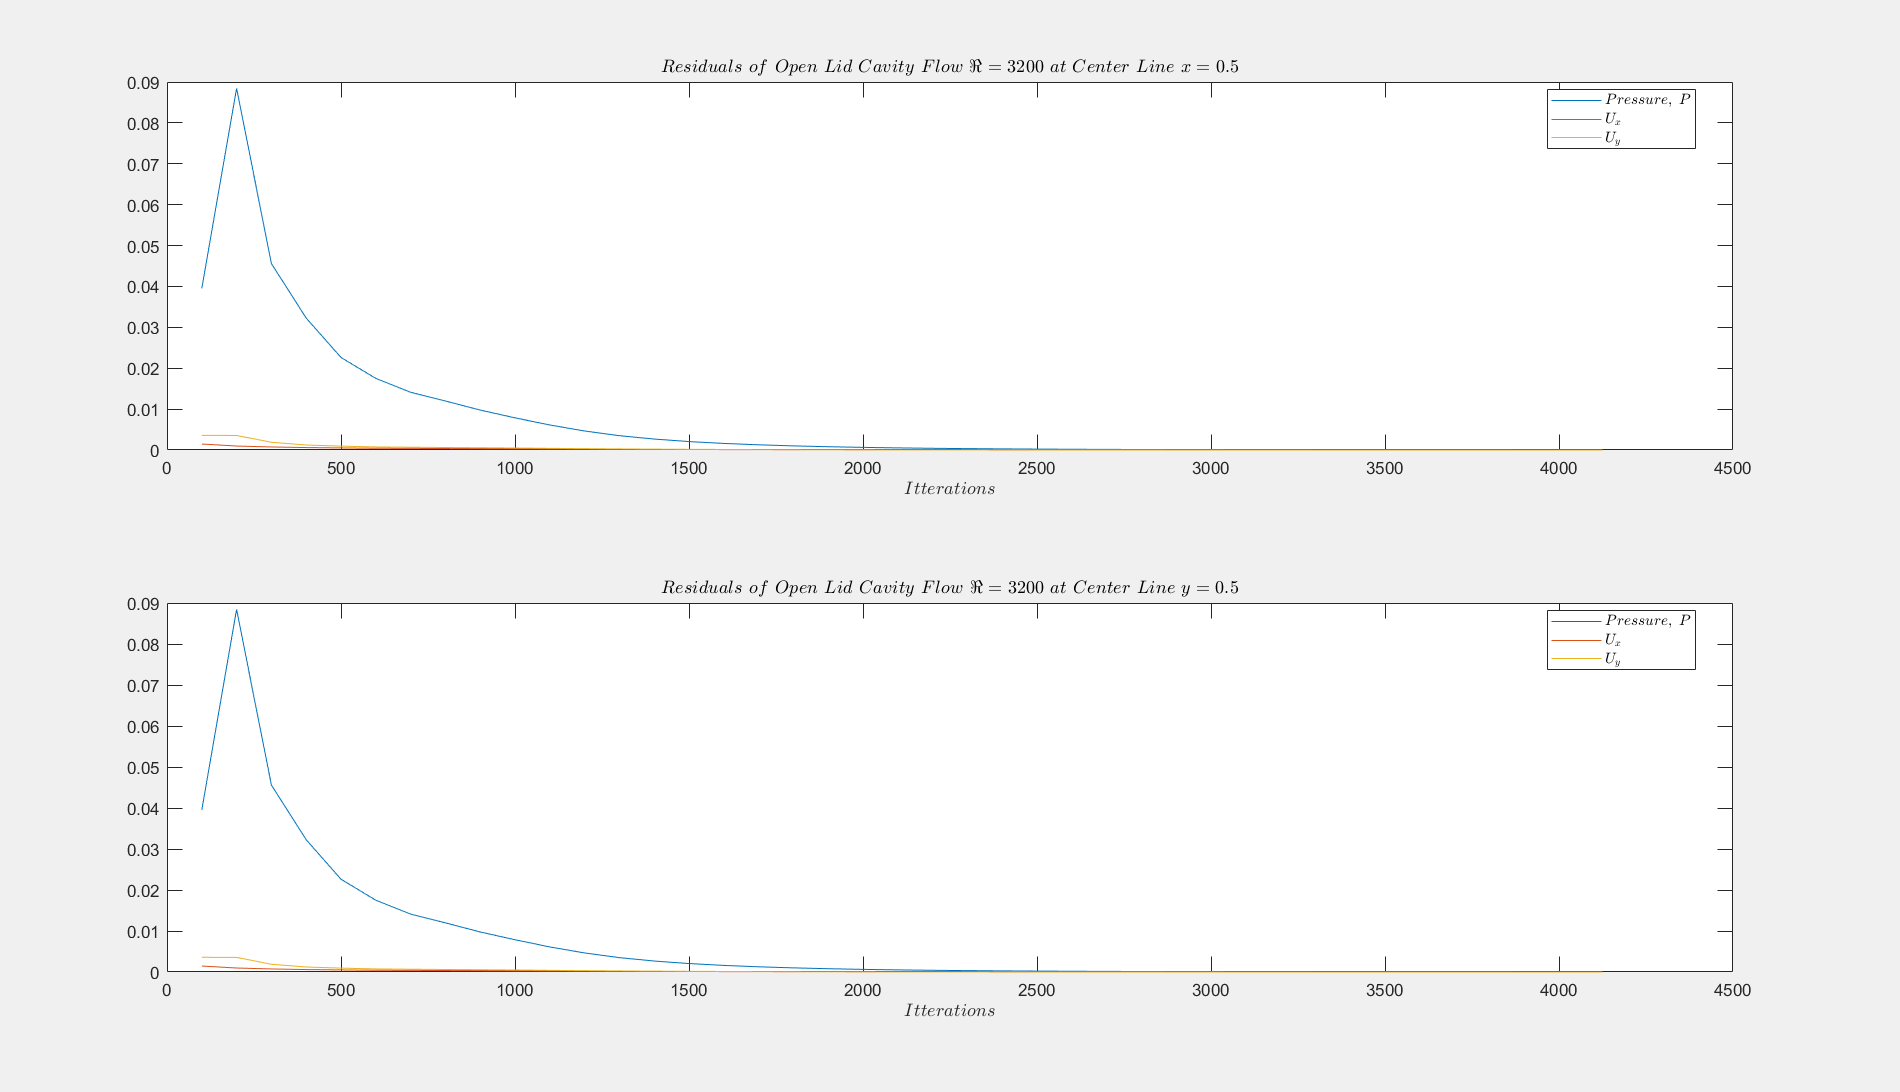 Residuals of Open Lid Cavity Flow ℜ = 3200 at Center Line x = 0.5
0.09
0.08
0.07
0.06
0.05
0.04
0.03
0.02
0.01
0
0 500 1000 1500 2000 2500 3000 3500 4000 4500
Itterations
Pressure, P
U_x
U_y
Residuals of Open Lid Cavity Flow ℜ = 3200 at Center Line y = 0.5
0.09
0.08
0.07
0.06
0.05
0.04
0.03
0.02
0.01
0
0 500 1000 1500 2000 2500 3000 3500 4000 4500
Itterations
Pressure, P
U_x
U_y